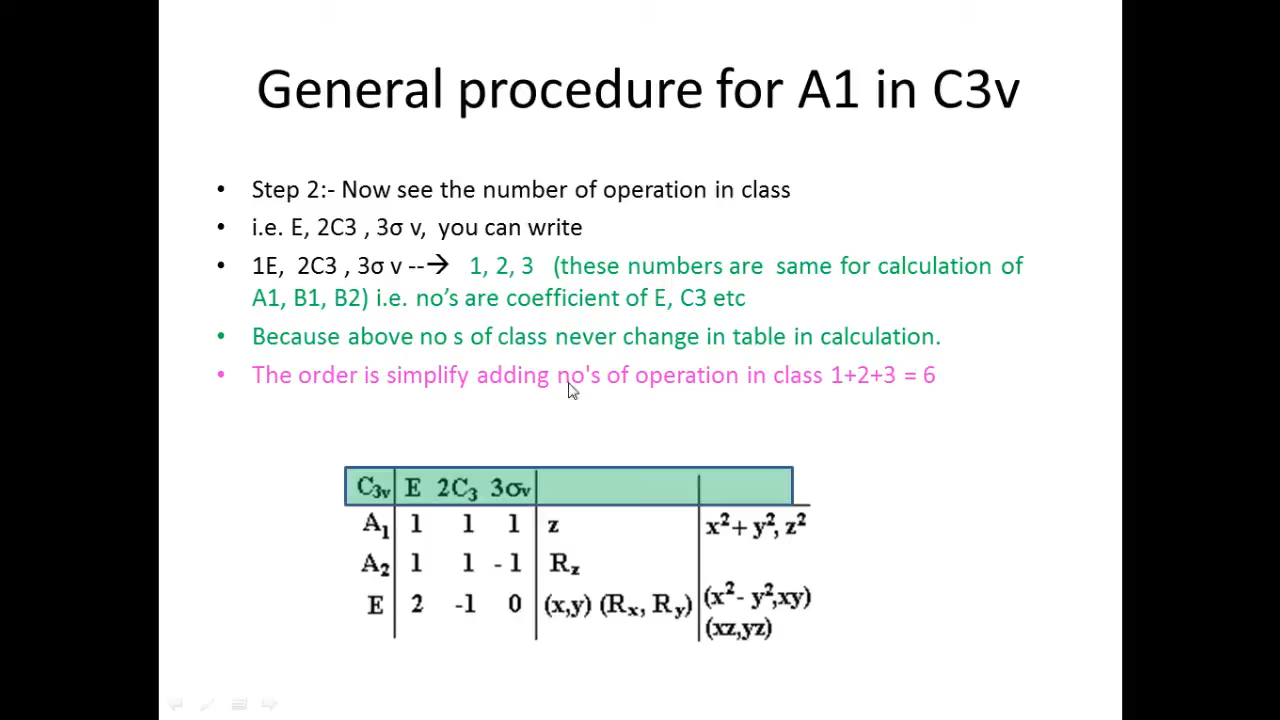 General procedure for A1 in C3v
• Step 2:- Now see the number of operation in class
• i.e. E, 2C3 , 3σ v, you can write
• 1E, 2C3 , 3σ v --→ 1, 2, 3 (these numbers are same for calculation of
A1, B1, B2) i.e. no’s are coefficient of E, C3 etc
• Because above no s of class never change in table in calculation.
• The order is simplify adding no's of operation in class 1+2+3 = 6
C₃ᵥ E 2C₃ 3σᵥ
A₁ 1 1 1 z x²+ y², z²
A₂ 1 1 - 1 R_z
E 2 -1 0 (x,y) (Rₓ, R_y) (x²- y²,xy)
(xz,yz)